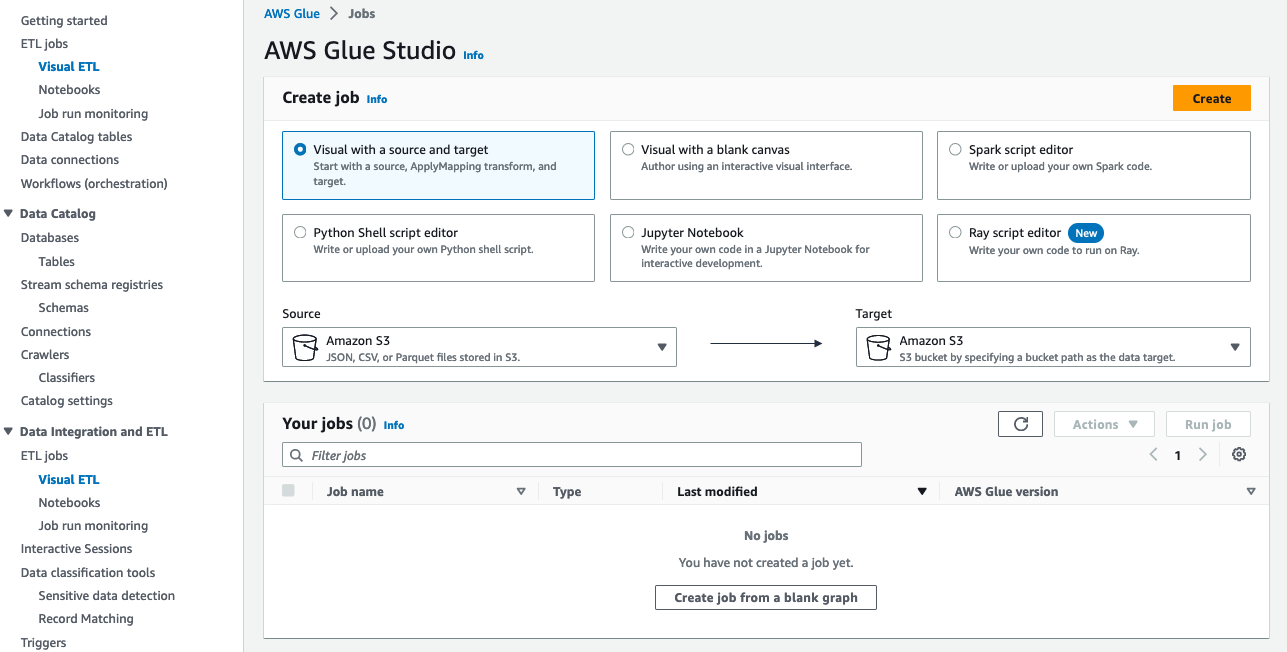 Getting started
ETL jobs
Visual ETL
Notebooks
Job run monitoring
Data Catalog tables
Data connections
Workflows (orchestration)
Data Catalog
Databases
Tables
Stream schema registries
Schemas
Connections
Crawlers
Classifiers
Catalog settings
Data Integration and ETL
ETL jobs
Visual ETL
Notebooks
Job run monitoring
Interactive Sessions
Data classification tools
Sensitive data detection
Record Matching
Triggers
AWS Glue > Jobs
AWS Glue Studio Info
Create job Info
Create
Visual with a source and target
Start with a source, ApplyMapping transform, and
target.
Visual with a blank canvas
Author using an interactive visual interface.
Spark script editor
Write or upload your own Spark code.
Python Shell script editor
Write or upload your own Python shell script.
Jupyter Notebook
Write your own code in a Jupyter Notebook for
interactive development.
Ray script editor New
Write your own code to run on Ray.
Source
Amazon S3
JSON, CSV, or Parquet files stored in S3.
Target
Amazon S3
S3 bucket by specifying a bucket path as the data target.
Your jobs (0) Info
Actions
Run job
Filter jobs
1
Job name Type Last modified AWS Glue version
No jobs
You have not created a job yet.
Create job from a blank graph